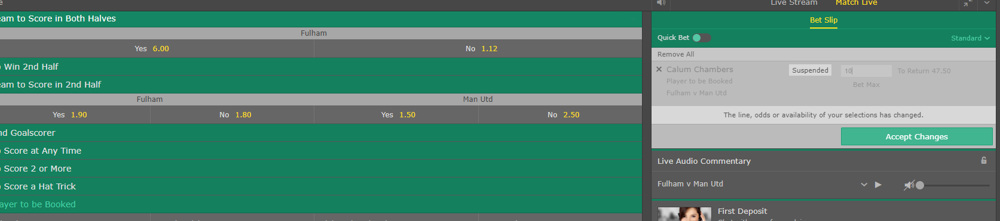 Live Stream Match Live
eam to Score in Both Halves
Fulham
Yes 6.00 No 1.12
Win 2nd Half
eam to Score in 2nd Half
Fulham Man Utd
Yes 1.90 No 1.80 Yes 1.50 No 2.50
nd Goalscorer
Score at Any Time
Score 2 or More
Score a Hat Trick
ayer to be Booked
Bet Slip
Quick Bet Standard
Remove All
Calum Chambers Suspended 10 To Return 47.50
Player to be Booked Bet Max
Fulham v Man Utd
The line, odds or availability of your selections has changed.
Accept Changes
Live Audio Commentary
Fulham v Man Utd
First Deposit